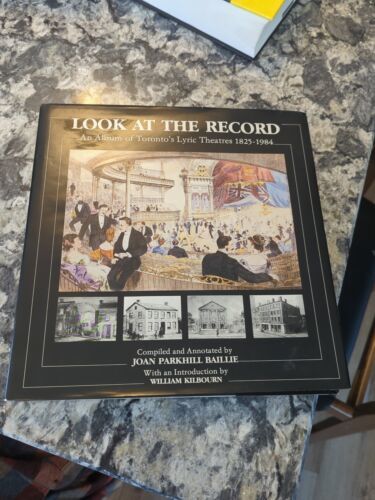 LOOK AT THE RECORD
An Album of Toronto's Lyric Theatres 1825-1984
Compiled and Annotated by
JOAN PARKHILL BAILLIE
With an Introduction by
WILLIAM KILBOURN